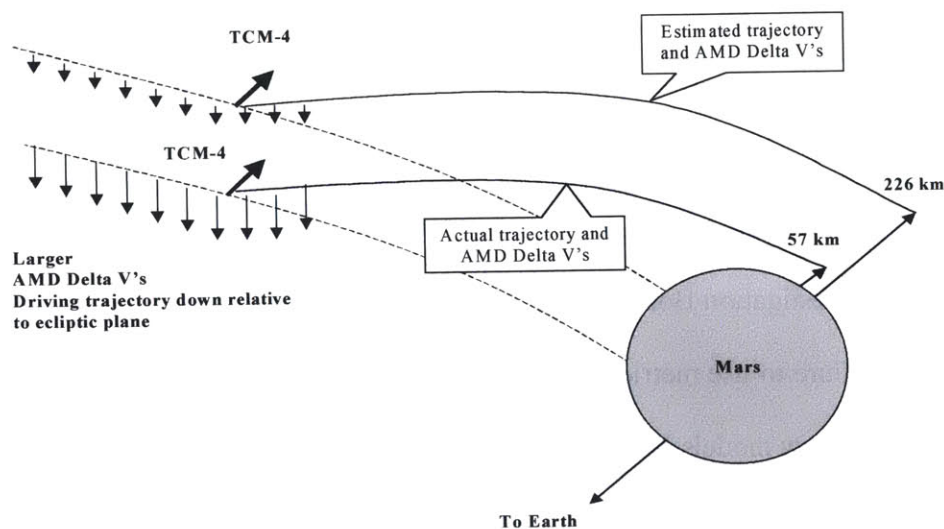 TCM-4
Estimated trajectory
and AMD Delta V's
TCM-4
226 km
57 km
Actual trajectory and
AMD Delta V's
Larger
AMD Delta V's
Driving trajectory down relative
to ecliptic plane
Mars
To Earth